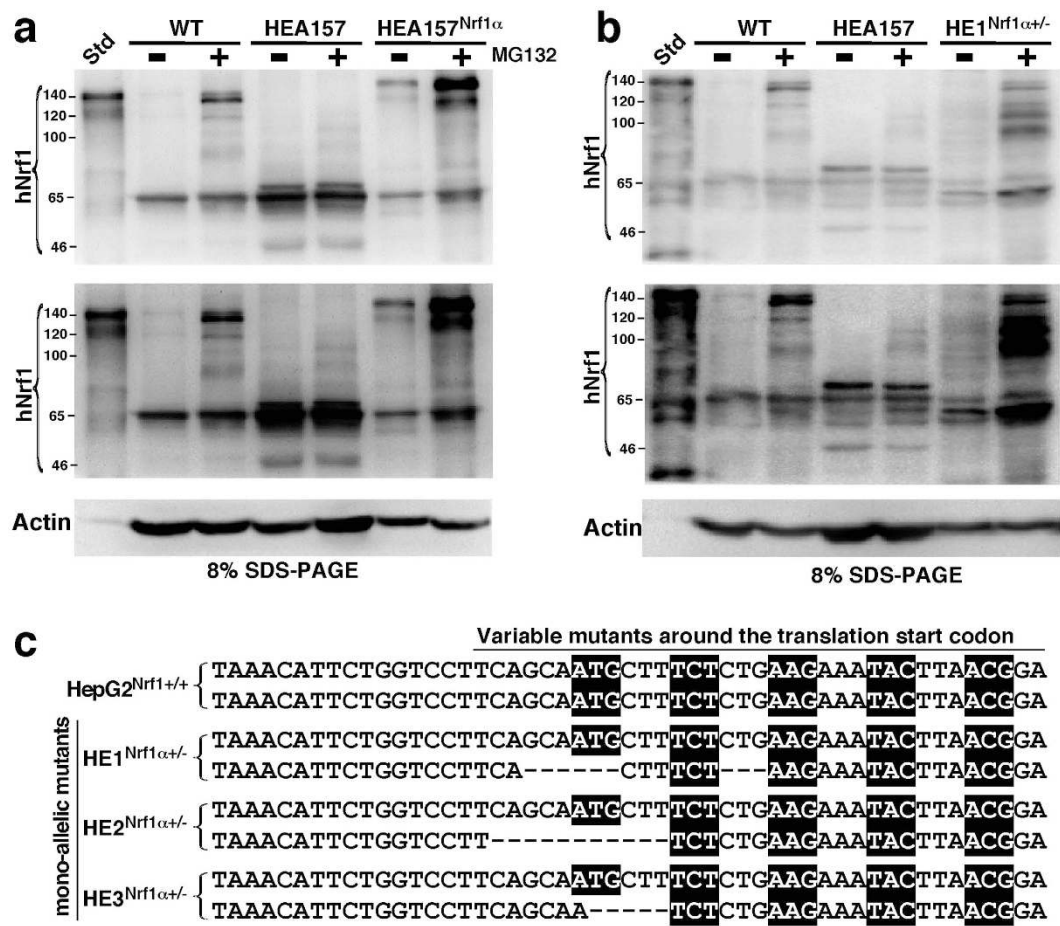 a
b
WT HEA157 HEA157Nrf1α
Std - + - + - + MG132
hNrf1
140
120
100
65
46
hNrf1
140
120
100
65
46
Actin
8% SDS-PAGE
WT HEA157 HE1Nrf1α+/-
Std - + - + - +
hNrf1
140
120
100
65
46
hNrf1
140
120
100
65
46
Actin
8% SDS-PAGE
c
Variable mutants around the translation start codon
HepG2Nrf1+/+
TAAACATTCTGGTCCTTCAGCAATGCTTTCTCTGAAGAAATACTTAACGGA
TAAACATTCTGGTCCTTCAGCAATGCTTTCTCTGAAGAAATACTTAACGGA
mono-allelic mutants
HE1Nrf1α+/-
TAAACATTCTGGTCCTTCAGCAATGCTTTCTCTGAAGAAATACTTAACGGA
TAAACATTCTGGTCCTTCA------CTTTCT---AAGAAATACTTAACGGA
HE2Nrf1α+/-
TAAACATTCTGGTCCTTCAGCAATGCTTTCTCTGAAGAAATACTTAACGGA
TAAACATTCTGGTCCTT-----------TCTCTGAAGAAATACTTAACGGA
HE3Nrf1α+/-
TAAACATTCTGGTCCTTCAGCAATGCTTTCTCTGAAGAAATACTTAACGGA
TAAACATTCTGGTCCTTCAGCAA-----TCTCTGAAGAAATACTTAACGGA